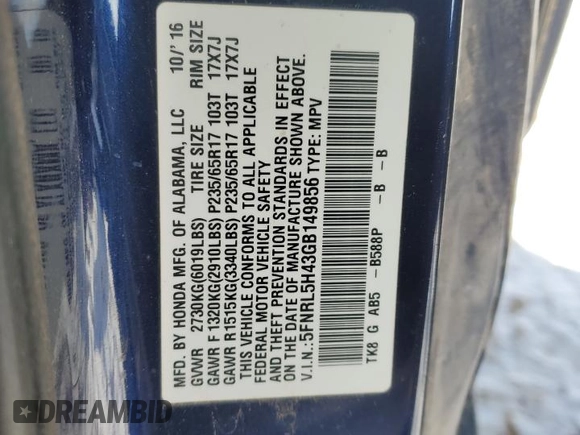 MFD. BY HONDA MFG. OF ALABAMA, LLC 10/'16
GVWR 2730KG(6019LBS) TIRE SIZE RIM SIZE
GAWR F 1320KG(2910LBS) P235/65R17 103T 17X7J
GAWR R 1515KG(3340LBS) P235/65R17 103T 17X7J
THIS VEHICLE CONFORMS TO ALL APPLICABLE
FEDERAL MOTOR VEHICLE SAFETY
AND THEFT PREVENTION STANDARDS IN EFFECT
ON THE DATE OF MANUFACTURE SHOWN ABOVE.
V.I.N.:5FNRL5H43GB149856 TYPE: MPV
TK8 G AB5 -B588P -B -B
DREAMBID